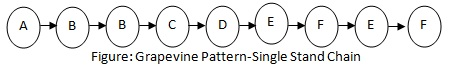 A B B C D E F E F
Figure: Grapevine Pattern-Single Stand Chain